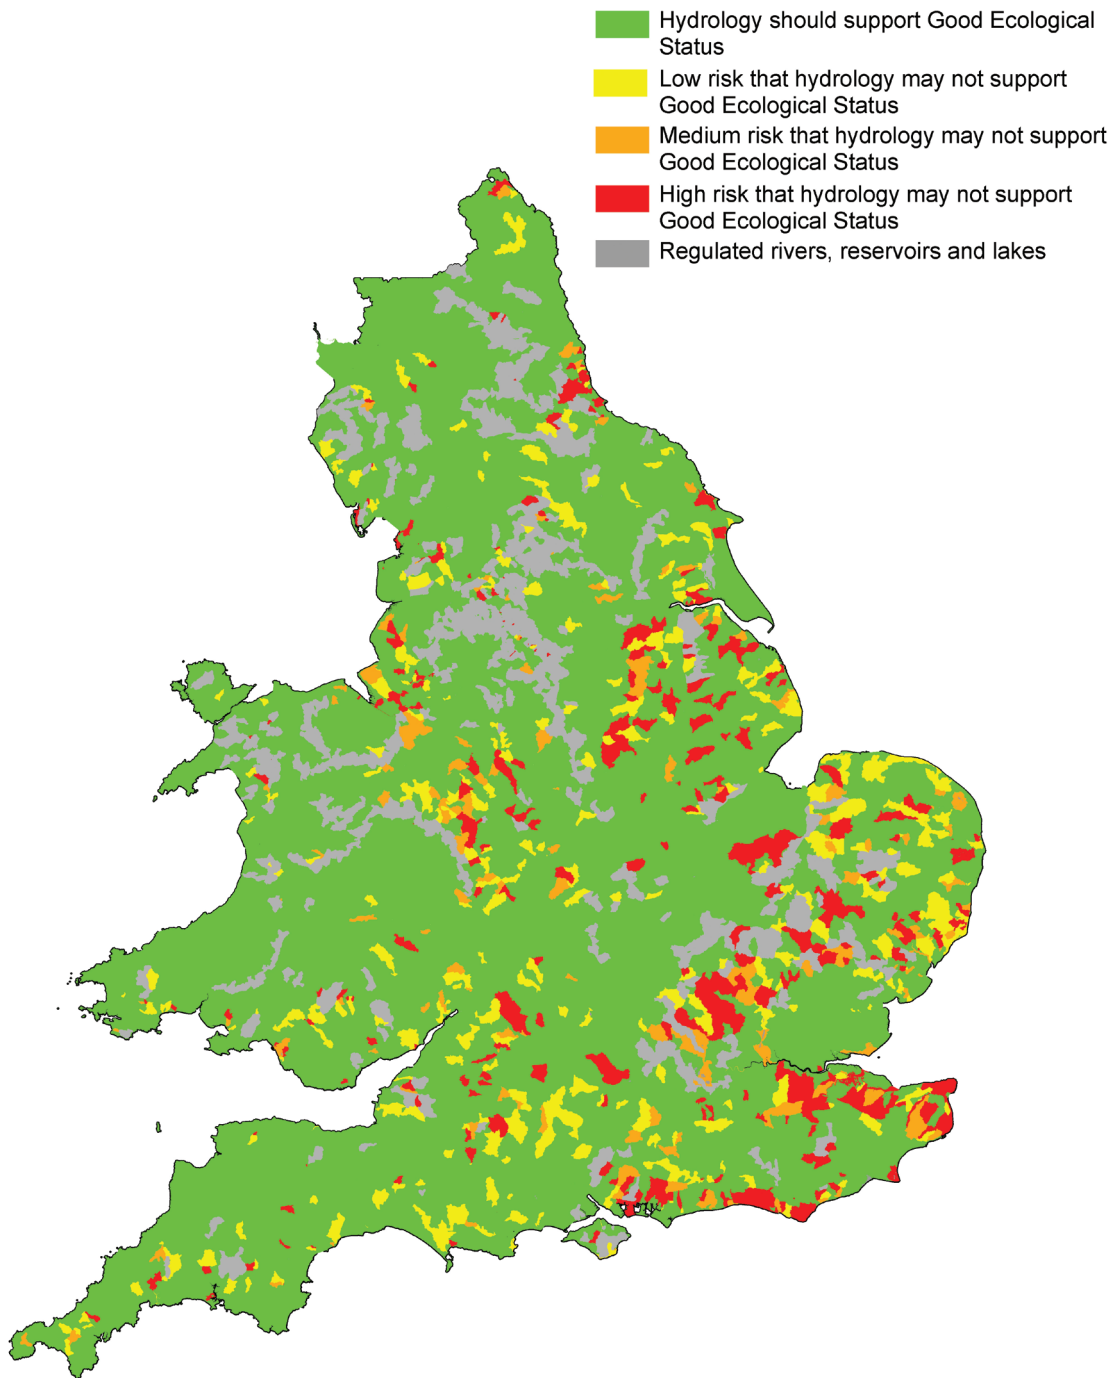 Hydrology should support Good Ecological
Status
Low risk that hydrology may not support
Good Ecological Status
Medium risk that hydrology may not support
Good Ecological Status
High risk that hydrology may not support
Good Ecological Status
Regulated rivers, reservoirs and lakes